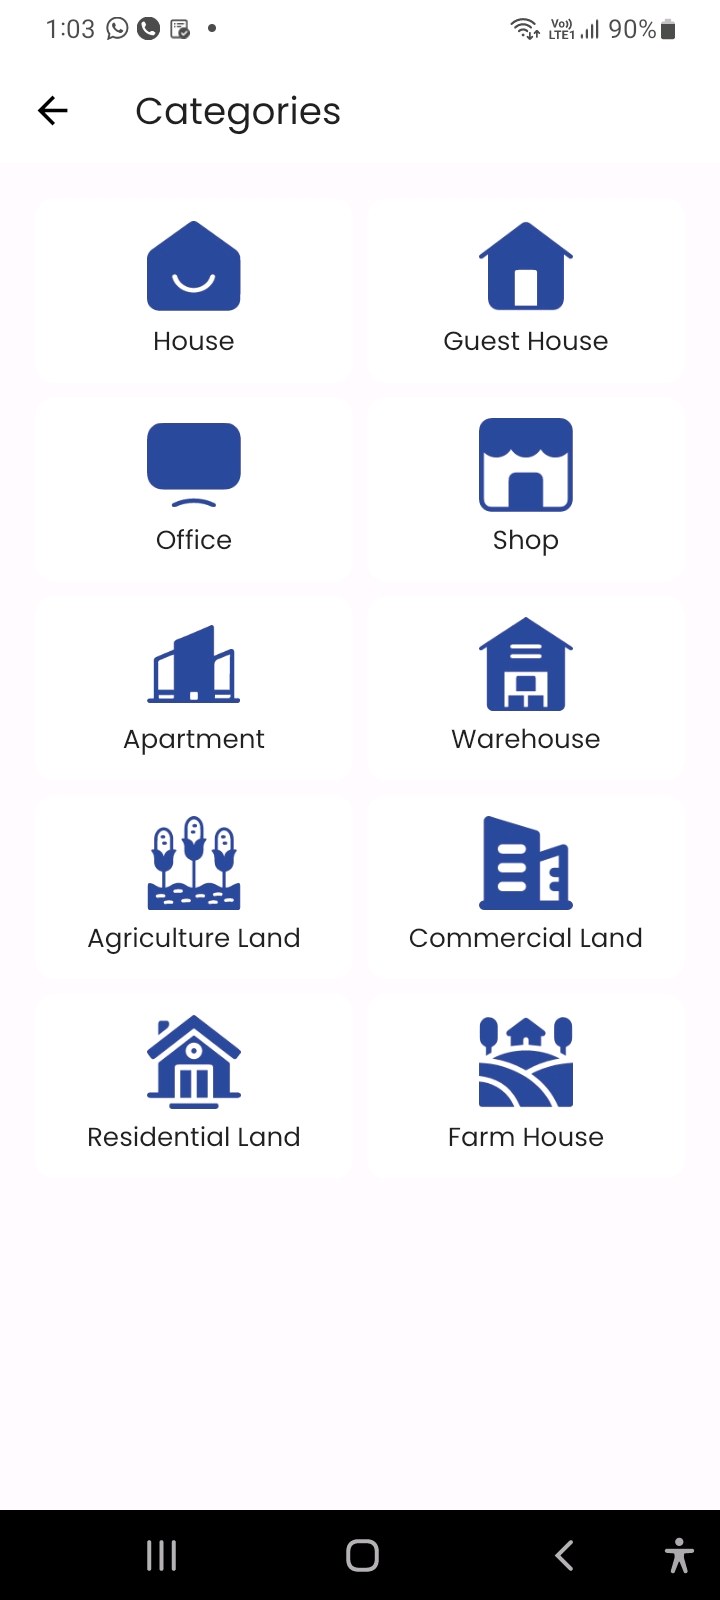 1:03 Vo)) LTE1 90%
Categories
House
Guest House
Office
Shop
Apartment
Warehouse
Agriculture Land
Commercial Land
Residential Land
Farm House